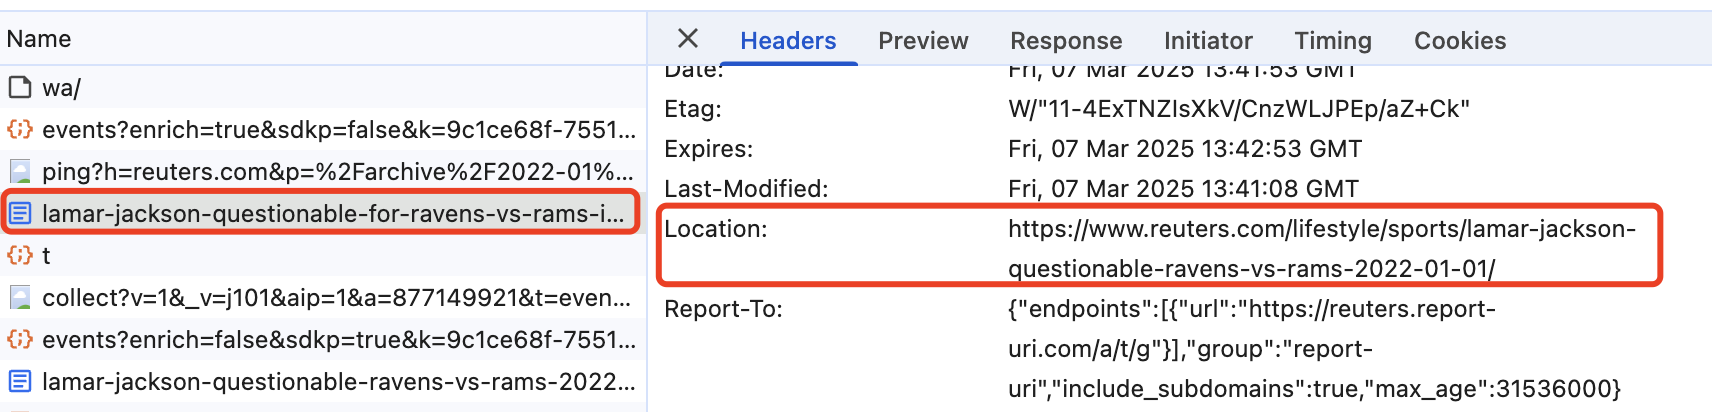 Name
wa/
events?enrich=true&sdkp=false&k=9c1ce68f-7551...
ping?h=reuters.com&p=%2Farchive%2F2022-01%...
lamar-jackson-questionable-for-ravens-vs-rams-i...
t
collect?v=1&_v=j101&aip=1&a=877149921&t=even...
events?enrich=false&sdkp=true&k=9c1ce68f-7551...
lamar-jackson-questionable-ravens-vs-rams-2022...
Headers Preview Response Initiator Timing Cookies
Date: Fri, 07 Mar 2025 13:41:53 GMT
Etag: W/"11-4ExTNZIsXkV/CnzWLJPEp/aZ+Ck"
Expires: Fri, 07 Mar 2025 13:42:53 GMT
Last-Modified: Fri, 07 Mar 2025 13:41:08 GMT
Location: https://www.reuters.com/lifestyle/sports/lamar-jackson-
questionable-ravens-vs-rams-2022-01-01/
Report-To: {"endpoints":[{"url":"https://reuters.report-
uri.com/a/t/g"}],"group":"report-
uri","include_subdomains":true,"max_age":31536000}